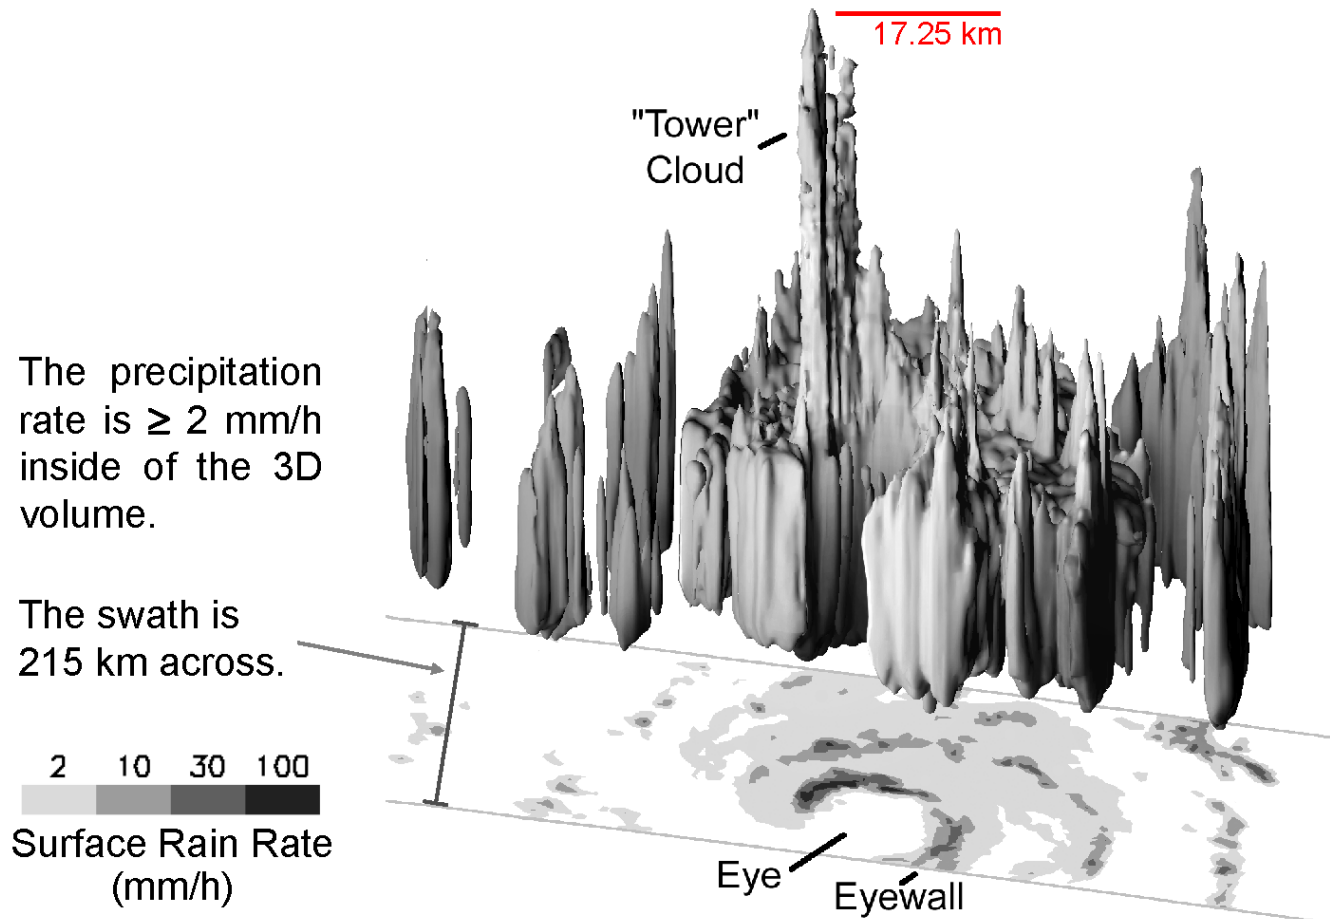 17.25 km
"Tower"
Cloud
The precipitation
rate is ≥ 2 mm/h
inside of the 3D
volume.
The swath is
215 km across.
2 10 30 100
Surface Rain Rate
(mm/h)
Eye
Eyewall